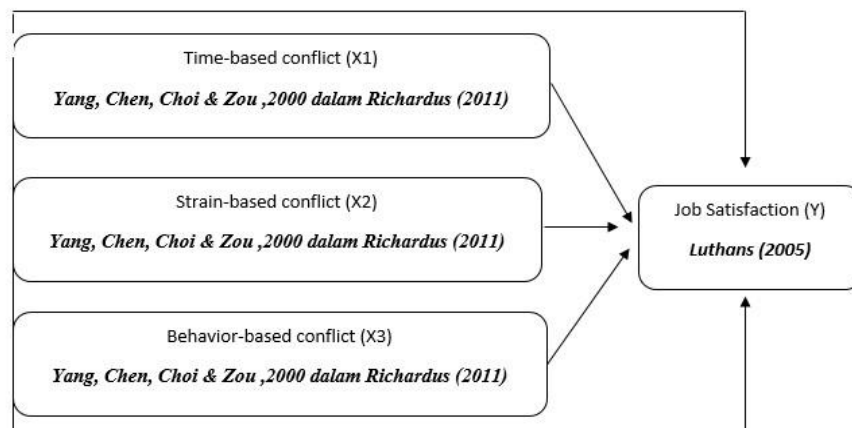 Time-based conflict (X1)
Yang, Chen, Choi & Zou ,2000 dalam Richardus (2011)
Strain-based conflict (X2)
Yang, Chen, Choi & Zou ,2000 dalam Richardus (2011)
Job Satisfaction (Y)
Luthans (2005)
Behavior-based conflict (X3)
Yang, Chen, Choi & Zou ,2000 dalam Richardus (2011)